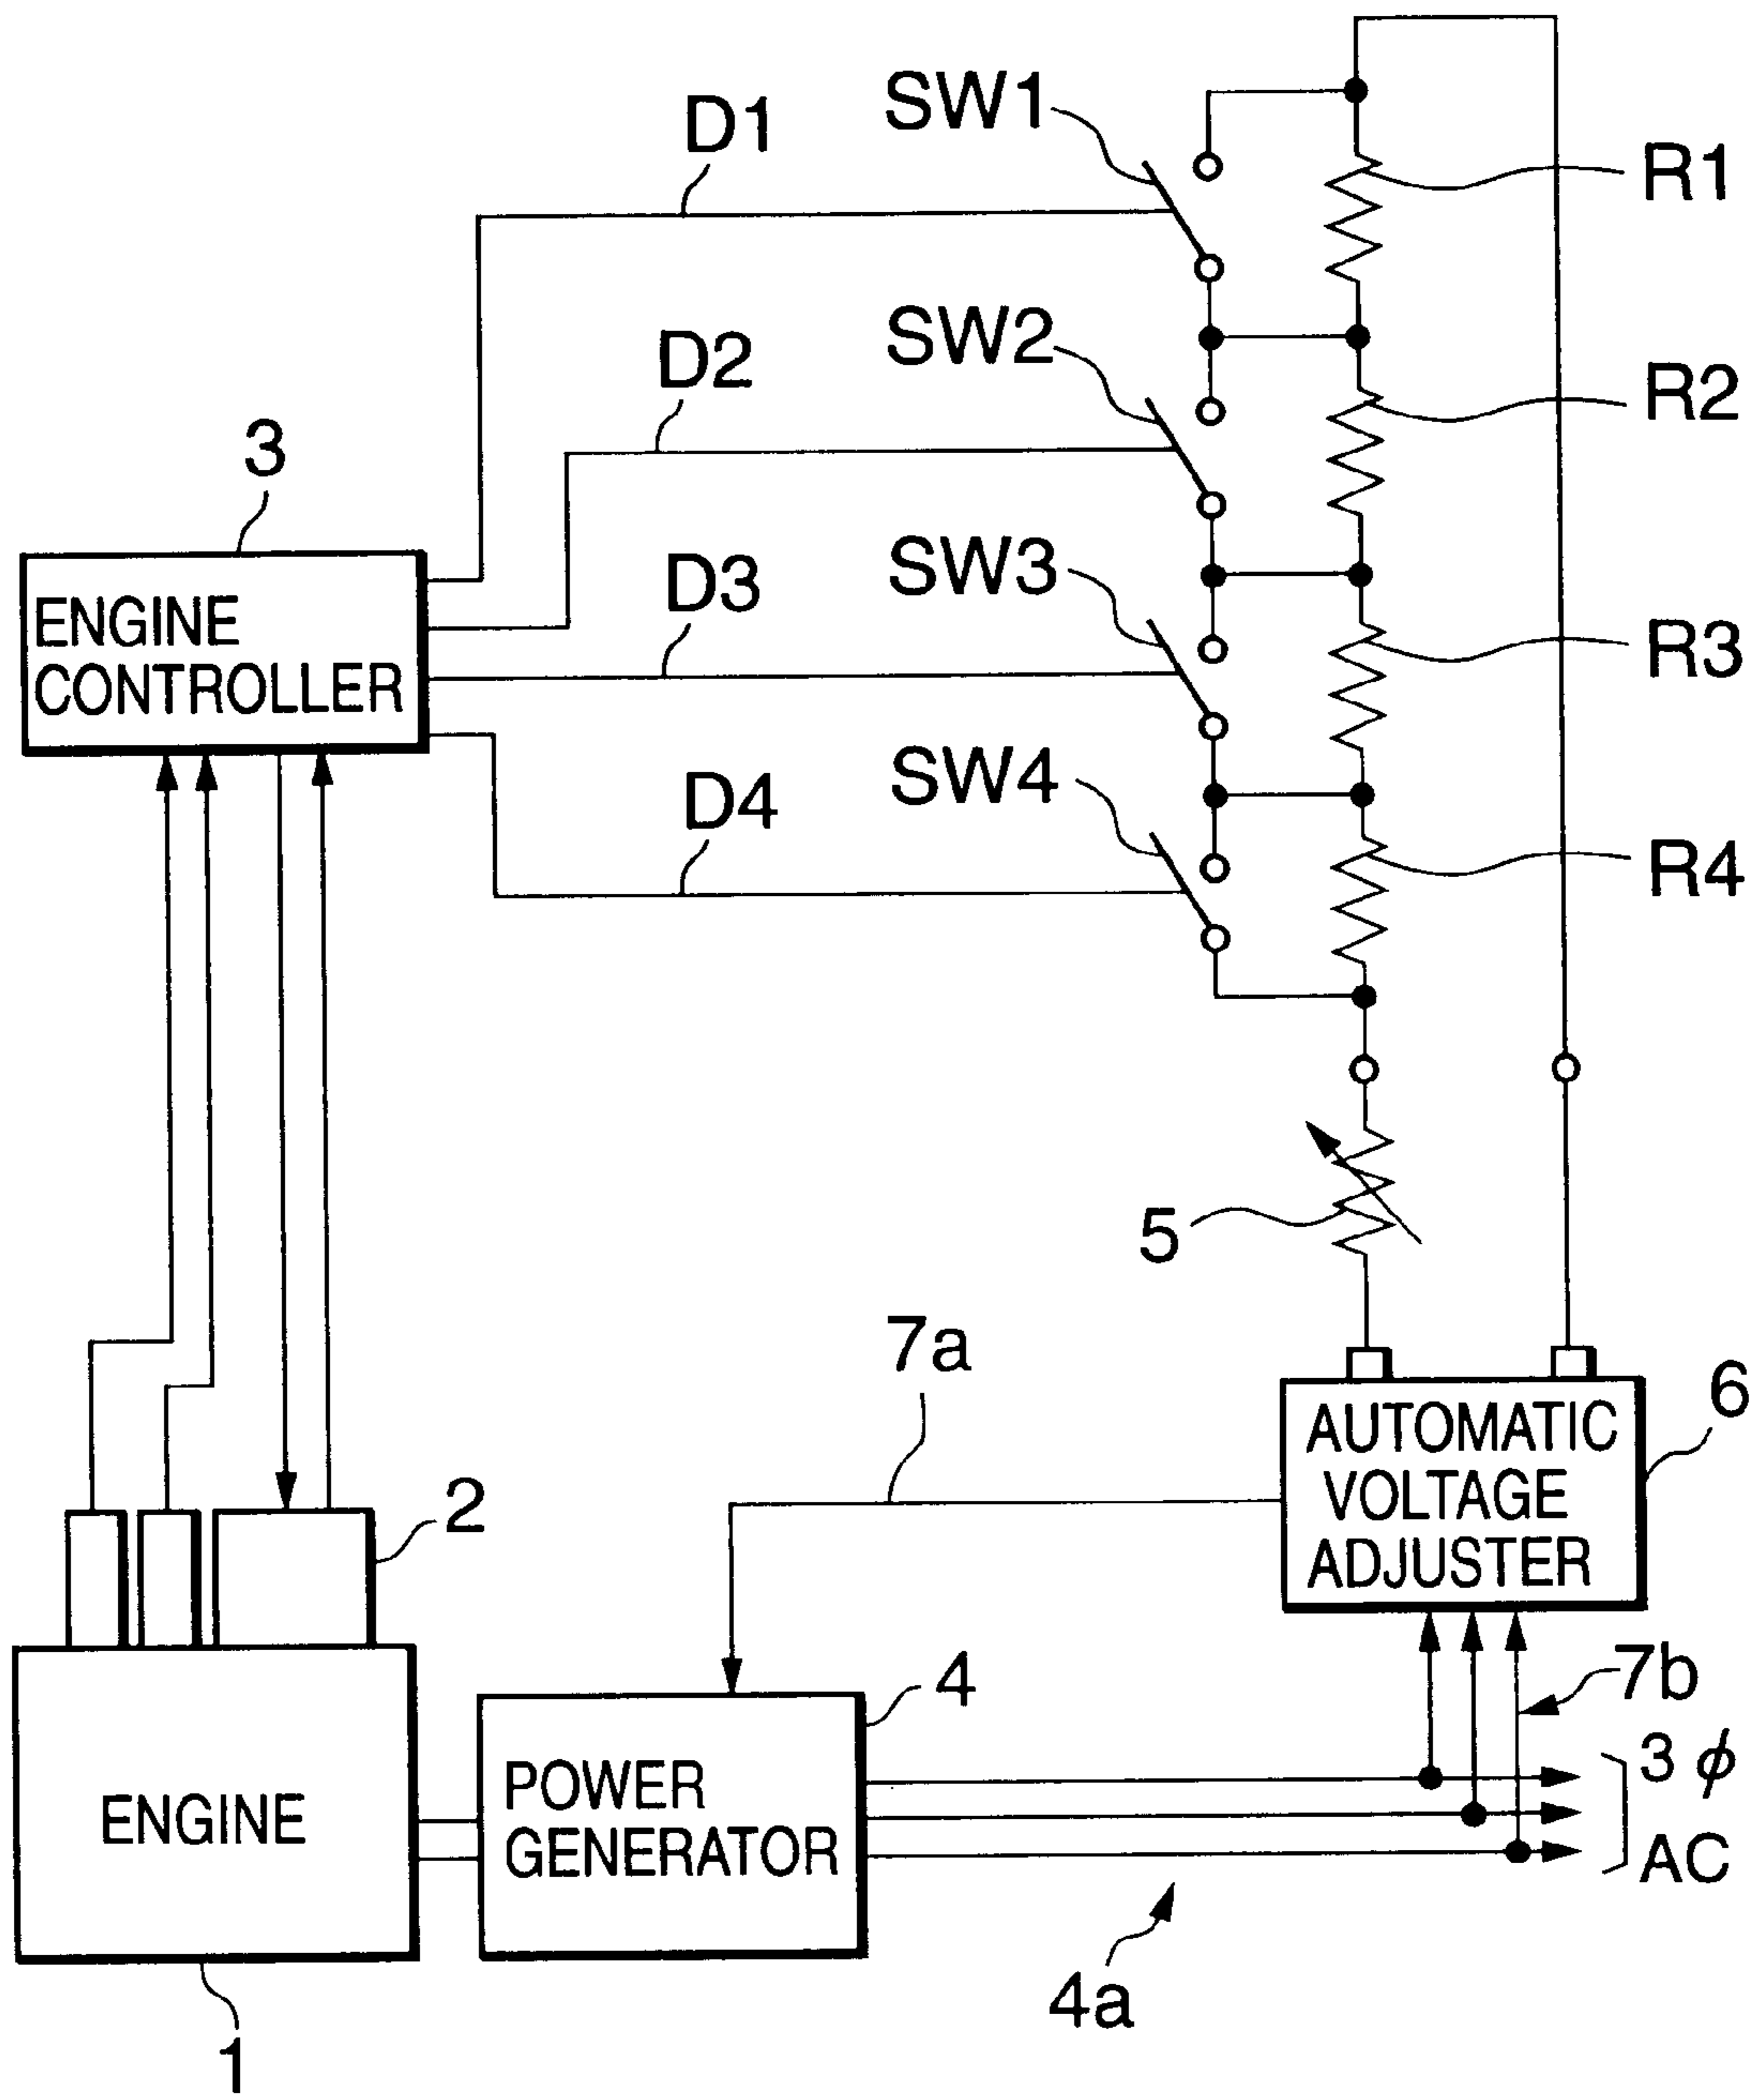 SW1
D1
R1
SW2
D2
R2
3
SW3
D3
ENGINE
CONTROLLER
R3
SW4
D4
R4
5
7a
6
AUTOMATIC
VOLTAGE
ADJUSTER
2
7b
4
3 ϕ
AC
POWER
GENERATOR
ENGINE
4a
1